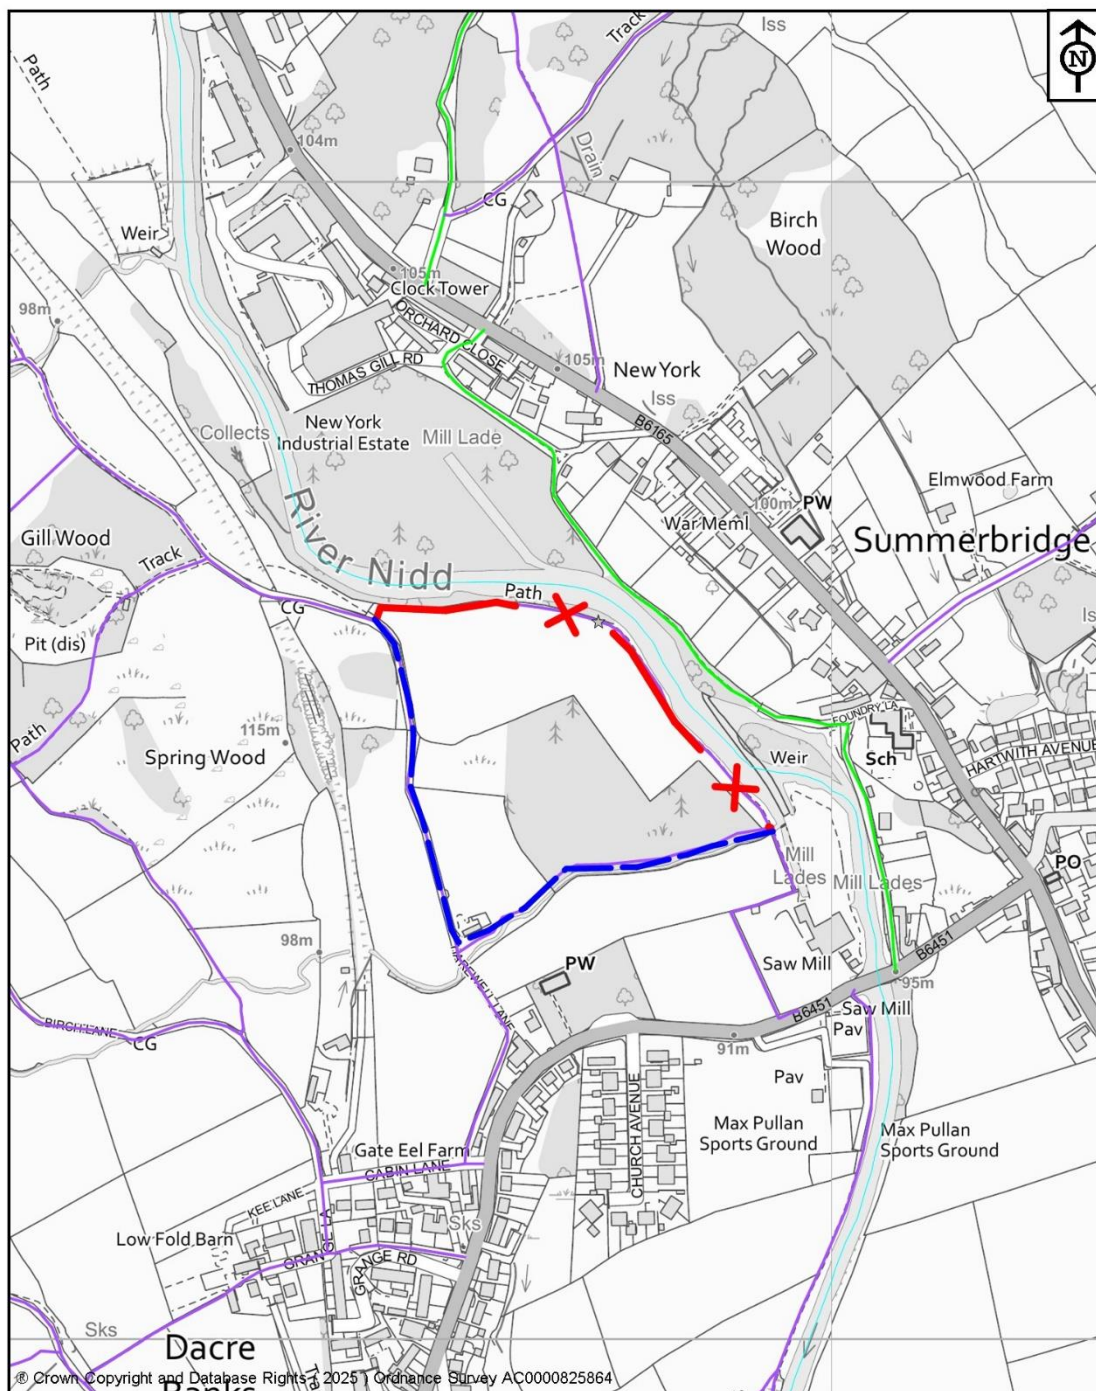 Iss
N
Track
Path
104m
Drain
CG
Birch
Wood
Weir
105m
Clock Tower
98m
ORCHARD CLOSE
105m
THOMAS GILL RD
New York
Iss
Collects
New York
Industrial Estate
Mill Lade
B6165
Elmwood Farm
100m
PW
War Meml
Gill Wood
Summerbridge
River Nidd
Track
Path
CG
Pit (dis)
Path
115m
FOUNDRY LA
Spring Wood
Weir
Sch
HARTWITH AVENUE
Mill
Lades
Mill Lades
PO
98m
HAREWELL LANE
PW
Saw Mill
B6451
95m
BIRCH LANE
CG
B6451
Saw Mill
Pav
91m
Pav
CHURCH AVENUE
Max Pullan
Sports Ground
Max Pullan
Sports Ground
Gate Eel Farm
CABIN LANE
KEE LANE
Sks
Low Fold Barn
GRANGE LA
GRANGE RD
Sks
Dacre
Banks
® Crown Copyright and Database Rights ( 2025 ) Ordnance Survey AC0000825864